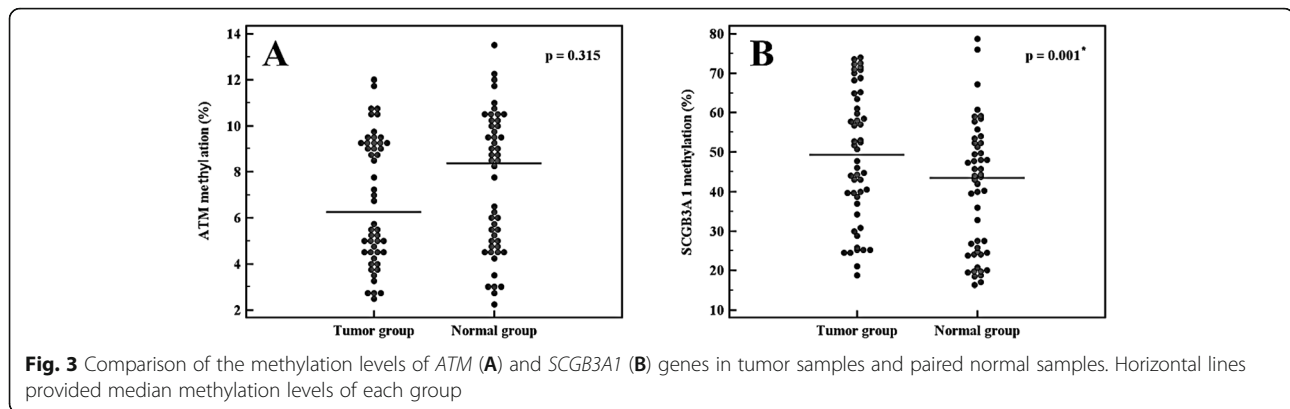 A
p = 0.315
ATM methylation (%)
14
12
10
8
6
4
2
Tumor group Normal group
B
p = 0.001*
SCGB3A1 methylation (%)
80
70
60
50
40
30
20
10
Tumor group Normal group
Fig. 3 Comparison of the methylation levels of ATM (A) and SCGB3A1 (B) genes in tumor samples and paired normal samples. Horizontal lines
provided median methylation levels of each group